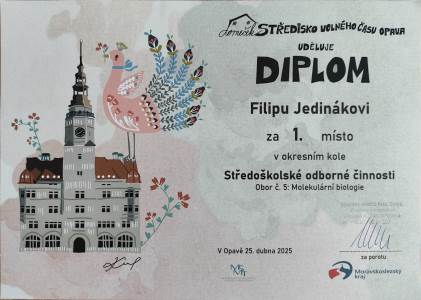 Domeček STŘEDISKO VOLNÉHO ČASU OPAVA
UDĚLUJE
DIPLOM
Filipu Jedinákovi
za 1. místo
v okresním kole
Středoškolské odborné činnosti
Obor č. 5: Molekulární biologie
V Opavě 25. dubna 2025
za porotu
Moravskoslezský
kraj